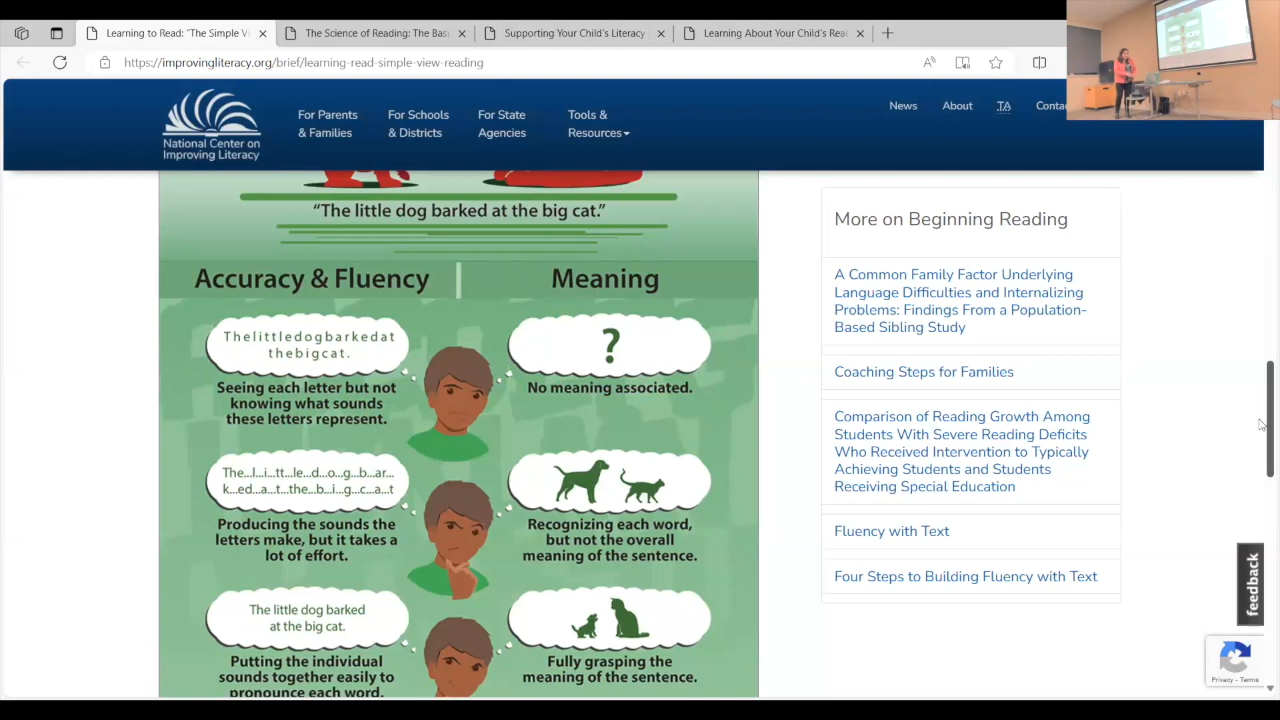 Learning to Read: "The Simple Vi
The Science of Reading: The Basi
Supporting Your Child's Literacy
Learning About Your Child's Read
https://improvingliteracy.org/brief/learning-read-simple-view-reading
National Center on
Improving Literacy
For Parents
& Families
For Schools
& Districts
For State
Agencies
Tools &
Resources
News
About
TA
Conta
"The little dog barked at the big cat."
Accuracy & Fluency
Meaning
Thelittledogbarkedat
thebigcat.
Seeing each letter but not
knowing what sounds
these letters represent.
?
No meaning associated.
The...l...i...tt...le...d...o...g...b...ar...
k...ed...a...t...the...b...i...g...c...a...t
Producing the sounds the
letters make, but it takes a
lot of effort.
Recognizing each word,
but not the overall
meaning of the sentence.
The little dog barked
at the big cat.
Putting the individual
sounds together easily to
pronounce each word.
Fully grasping the
meaning of the sentence.
More on Beginning Reading
A Common Family Factor Underlying
Language Difficulties and Internalizing
Problems: Findings From a Population-
Based Sibling Study
Coaching Steps for Families
Comparison of Reading Growth Among
Students With Severe Reading Deficits
Who Received Intervention to Typically
Achieving Students and Students
Receiving Special Education
Fluency with Text
Four Steps to Building Fluency with Text
feedback
Privacy - Terms